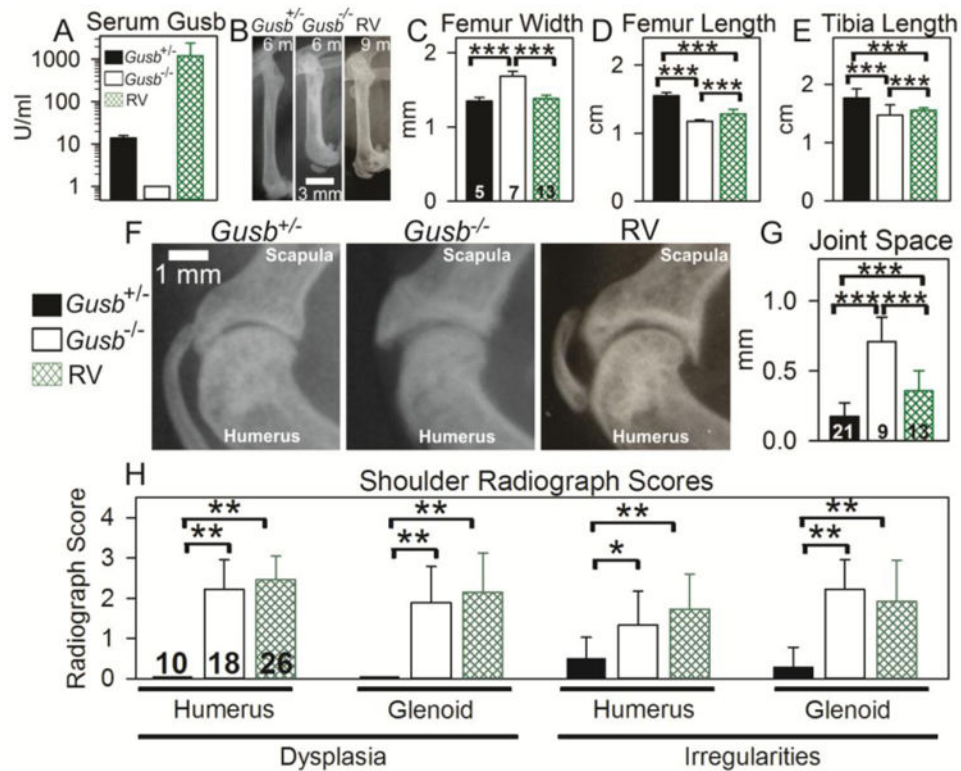 A Serum Gusb
U/ml
1000
100
10
1
Gusb+/-
Gusb-/-
RV
B Gusb+/- Gusb-/- RV
6 m 6 m 9 m
3 mm
C Femur Width
*** ***
mm
2
1
0
5 7 13
D Femur Length
***
***
***
cm
2
1
0
E Tibia Length
***
***
***
cm
2
1
0
F Gusb+/- Gusb-/- RV
1 mm
Scapula Scapula Scapula
Humerus Humerus Humerus
Gusb+/-
Gusb-/-
RV
G Joint Space
***
*** ***
mm
1.0
0.5
0.0
21 9 13
H Shoulder Radiograph Scores
Radiograph Score
4
3
2
1
0
** ** ** **
** ** * **
10 18 26
Humerus Glenoid Humerus Glenoid
Dysplasia Irregularities